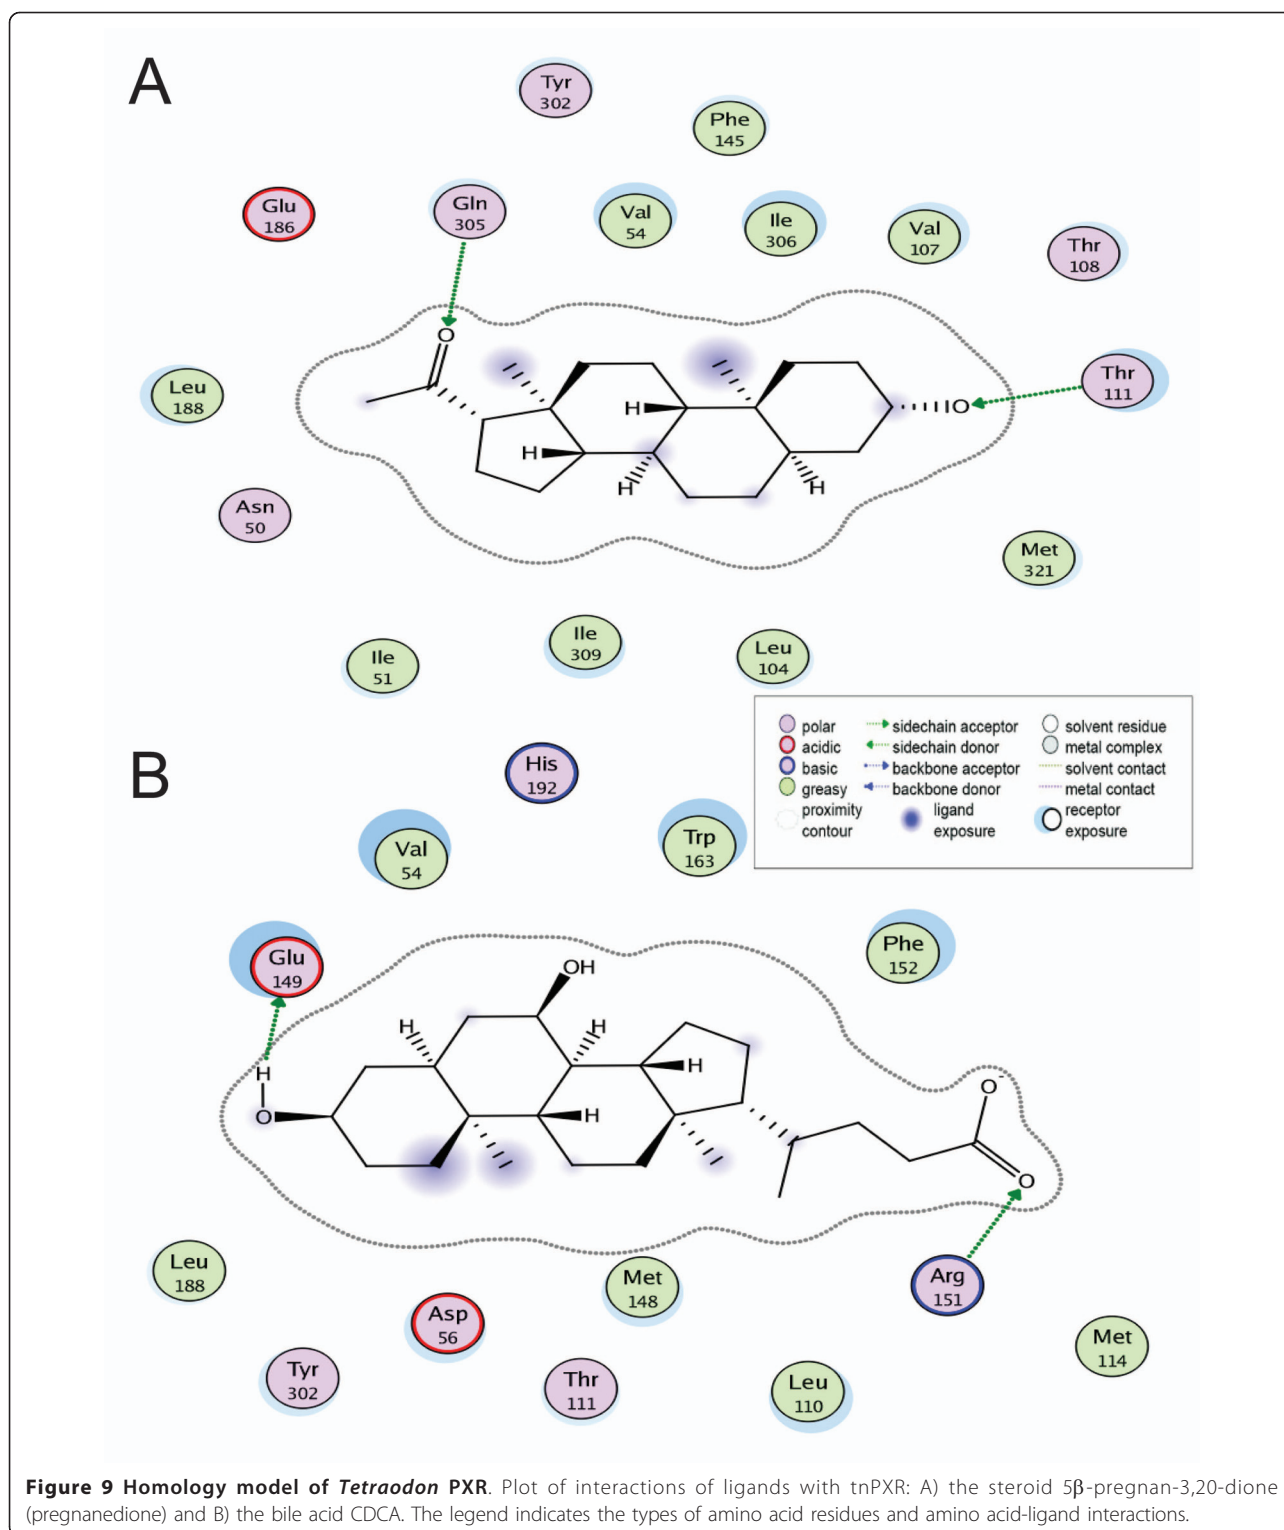 A
Tyr
302
Phe
145
Glu
186
Gln
305
Val
54
Ile
306
Val
107
Thr
108
O
Leu
188
H
O
Thr
111
H
H
H
Asn
50
Met
321
Ile
51
Ile
309
Leu
104
polar sidechain acceptor solvent residue
acidic sidechain donor metal complex
basic backbone acceptor solvent contact
greasy backbone donor metal contact
proximity contour ligand exposure receptor exposure
B
His
192
Val
54
Trp
163
Glu
149
Phe
152
OH
H
H
H
H
O
H
O-
O
Leu
188
Asp
56
Met
148
Arg
151
Tyr
302
Thr
111
Leu
110
Met
114
Figure 9 Homology model of Tetraodon PXR. Plot of interactions of ligands with tnPXR: A) the steroid 5β-pregnan-3,20-dione
(pregnanedione) and B) the bile acid CDCA. The legend indicates the types of amino acid residues and amino acid-ligand interactions.